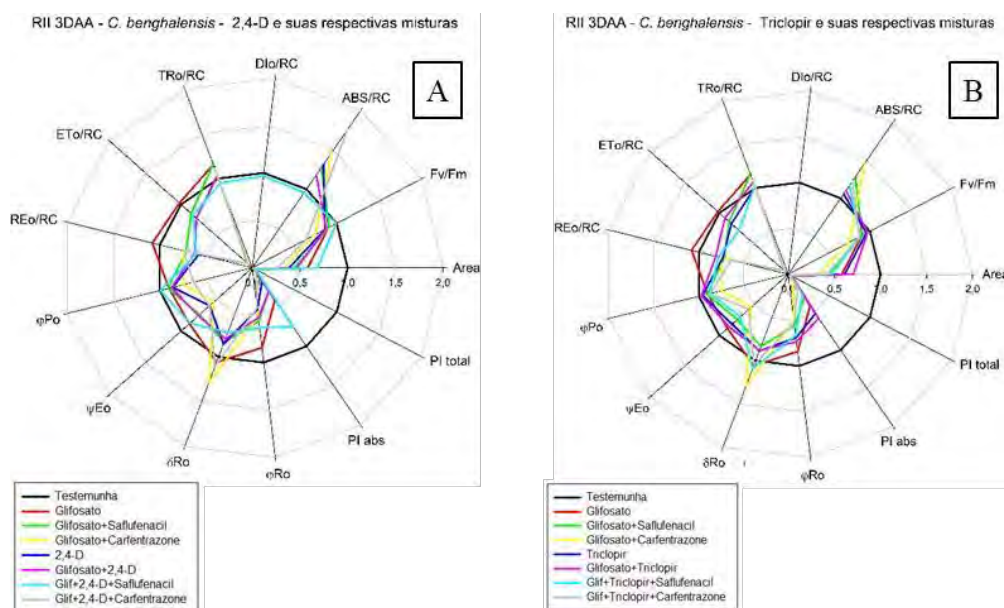 RII 3DAA - C. benghalensis - 2,4-D e suas respectivas misturas
A
DIo/RC
TRo/RC
ABS/RC
ETo/RC
Fv/Fm
REo/RC
Area
0,5 1,0 1,5 2,0
φPo
PI total
ψEo
PI abs
δRo
φRo
Testemunha
Glifosato
Glifosato+Saflufenacil
Glifosato+Carfentrazone
2,4-D
Glifosato+2,4-D
Glif+2,4-D+Saflufenacil
Glif+2,4-D+Carfentrazone
RII 3DAA - C. benghalensis - Triclopir e suas respectivas misturas
B
DIo/RC
TRo/RC
ABS/RC
ETo/RC
Fv/Fm
REo/RC
Area
0,5 1,0 1,5 2,0
φPo
PI total
ψEo
PI abs
δRo
φRo
Testemunha
Glifosato
Glifosato+Saflufenacil
Glifosato+Carfentrazone
Triclopir
Glifosato+Triclopir
Glif+Triclopir+Saflufenacil
Glif+Triclopir+Carfentrazone